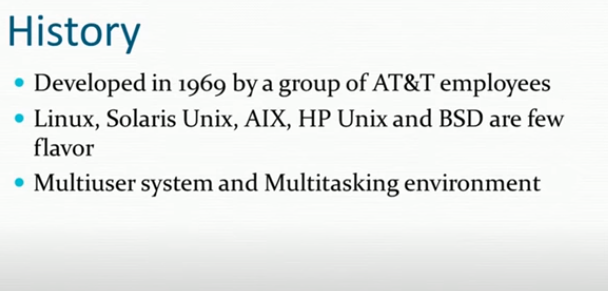 History
• Developed in 1969 by a group of AT&T employees
• Linux, Solaris Unix, AIX, HP Unix and BSD are few
flavor
• Multiuser system and Multitasking environment